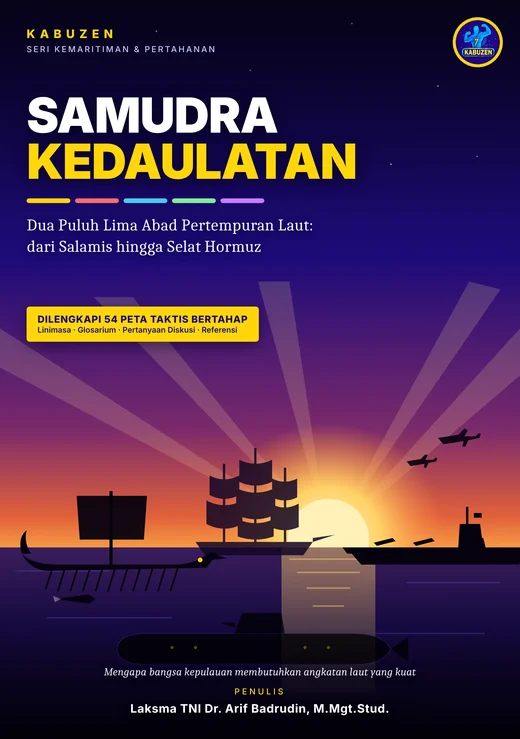 KABUZEN
SERI KEMARITIMAN & PERTAHANAN
KABUZEN
SAMUDRA
KEDAULATAN
Dua Puluh Lima Abad Pertempuran Laut:
dari Salamis hingga Selat Hormuz
DILENGKAPI 54 PETA TAKTIS BERTAHAP
Linimasa · Glosarium · Pertanyaan Diskusi · Referensi
Mengapa bangsa kepulauan membutuhkan angkatan laut yang kuat
PENULIS
Laksma TNI Dr. Arif Badrudin, M.Mgt.Stud.